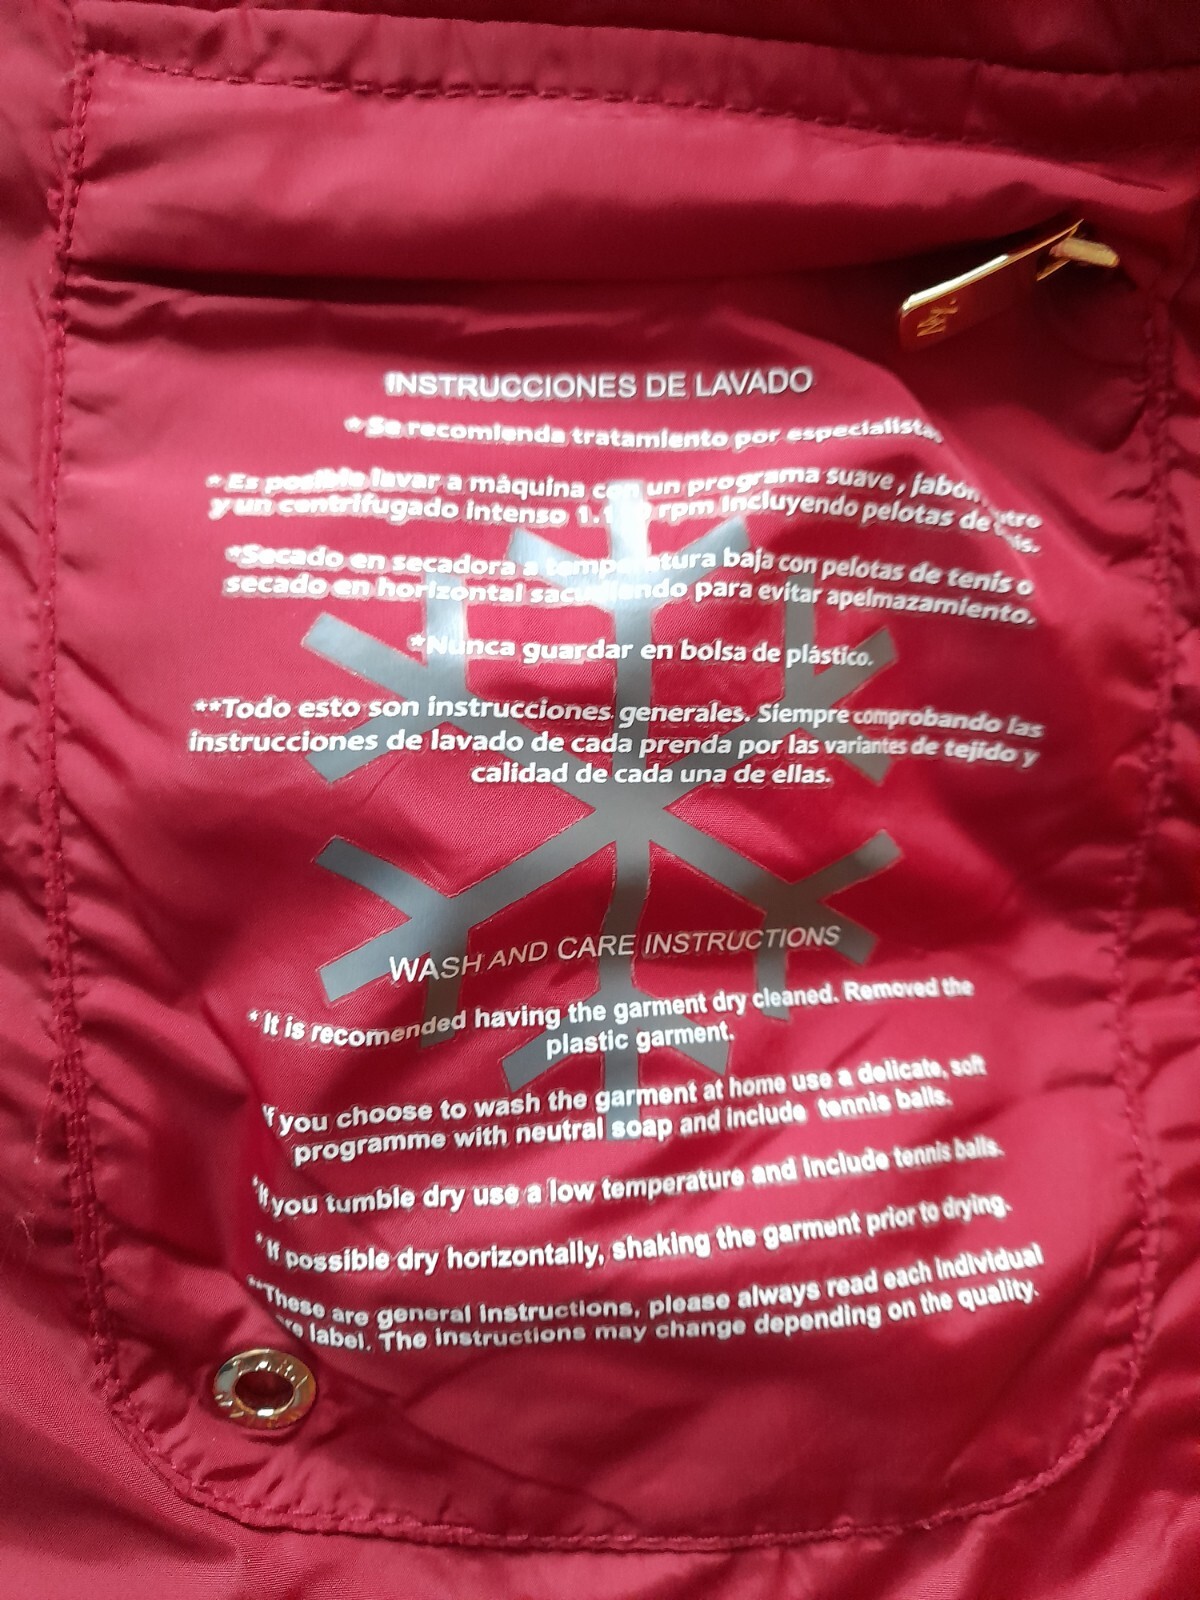 INSTRUCCIONES DE LAVADO
*Se recomienda tratamiento por especialista.
* Es posible lavar a máquina con un programa suave, jabón
y un centrifugado intenso rpm incluyendo pelotas de
*Secado en secadora a temperatura baja con pelotas de tenis o
secado en horizontal sacudiendo para evitar apelmazamiento.
*Nunca guardar en bolsa de plástico.
**Todo esto son instrucciones generales. Siempre comprobando las
instrucciones de lavado de cada prenda por las variantes de tejido y
calidad de cada una de ellas.
WASH AND CARE INSTRUCTIONS
* It is recomended having the garment dry cleaned. Removed the
plastic garment.
If you choose to wash the garment at home use a delicate, soft
programme with neutral soap and include tennis balls.
*If you tumble dry use a low temperature and include tennis balls.
* If possible dry horizontally, shaking the garment prior to drying.
**These are general instructions, please always read each individual
label. The instructions may change depending on the quality.